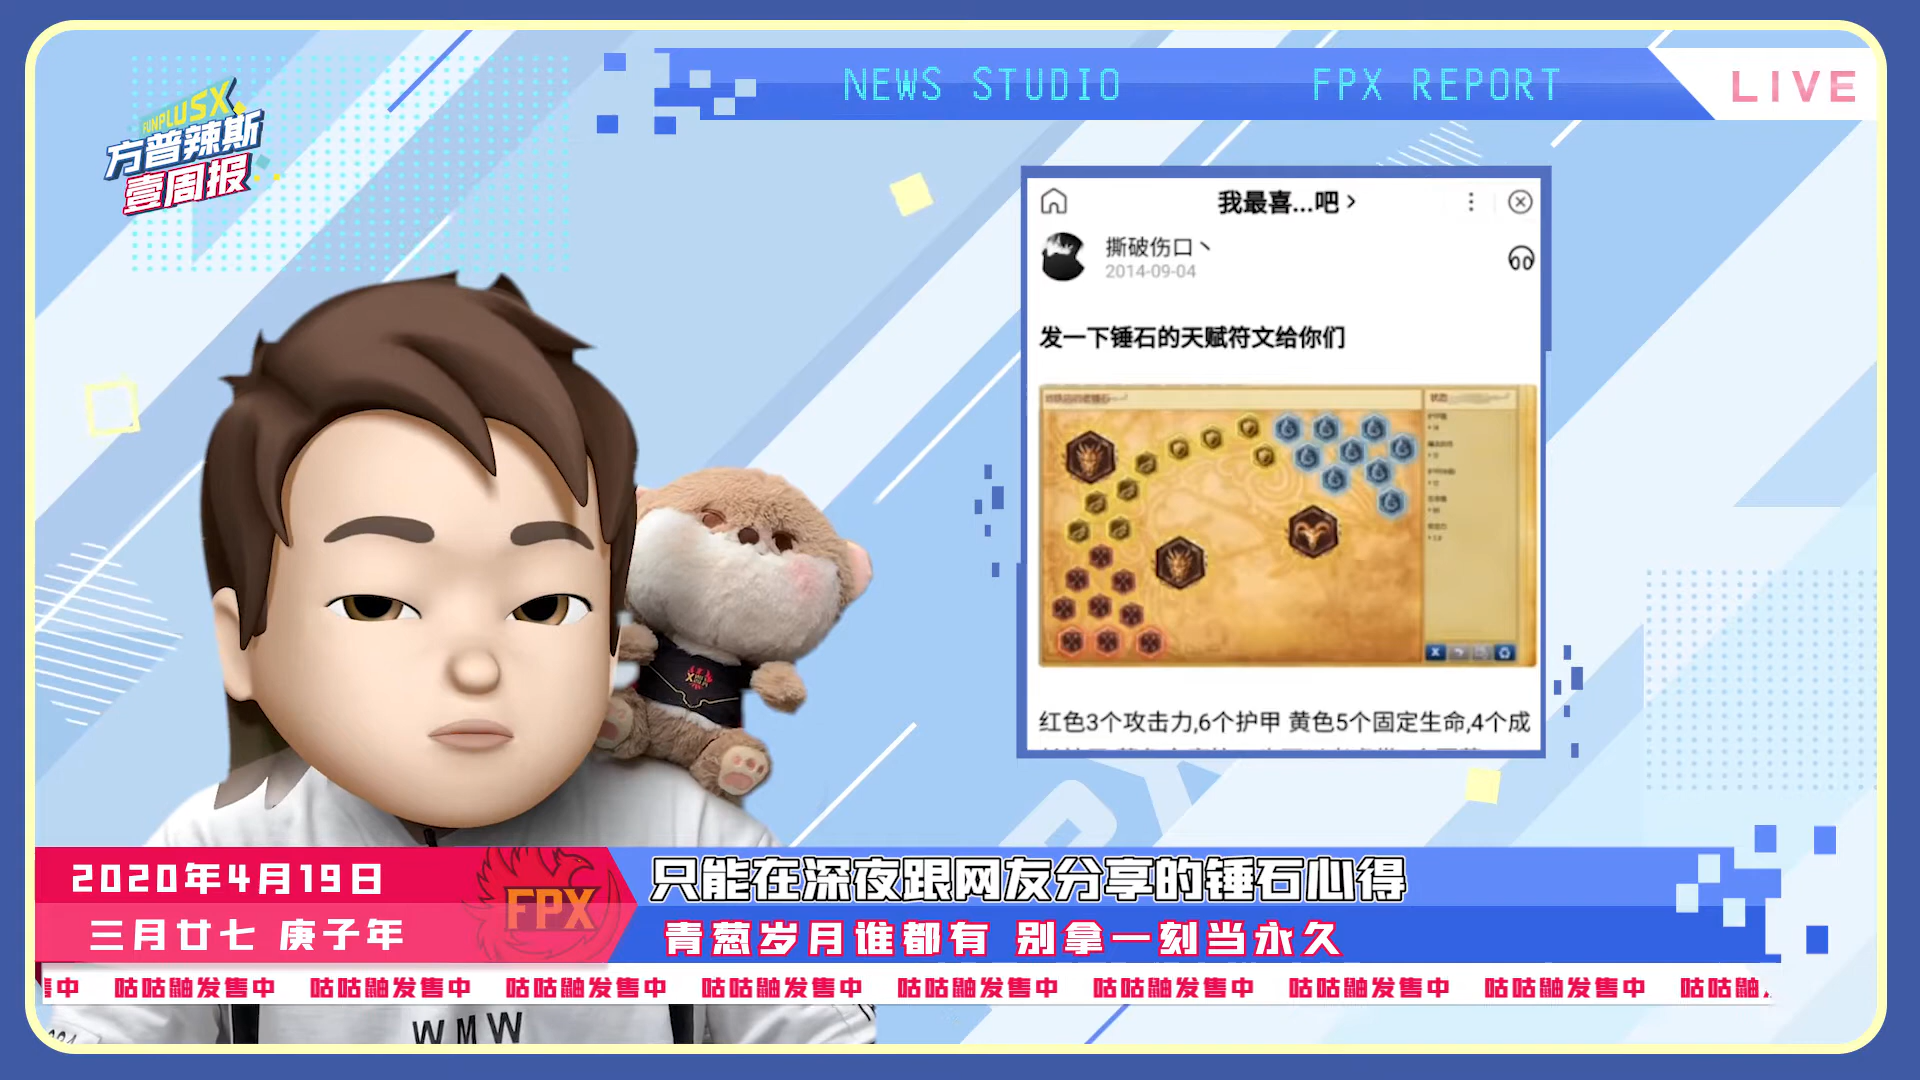 FUNPLUSX
方普辣斯
壹周报
NEWS STUDIO
FPX REPORT
LIVE
我最喜...吧
撕破伤口丶
2014-09-04
发一下锤石的天赋符文给你们
红色3个攻击力,6个护甲 黄色5个固定生命,4个成
2020年4月19日
三月廿七 庚子年
FPX
只能在深夜跟网友分享的锤石心得
青葱岁月谁都有 别拿一刻当永久
售中 咕咕鼬发售中 咕咕鼬发售中 咕咕鼬发售中 咕咕鼬发售中 咕咕鼬发售中 咕咕鼬发售中 咕咕鼬发售中 咕咕鼬发售中 咕咕鼬
WMW